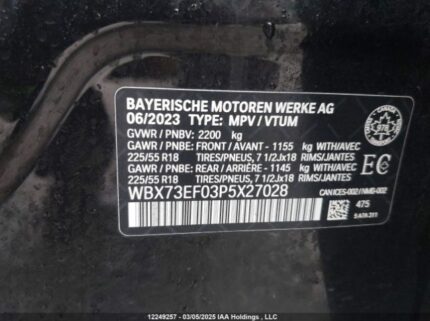 BAYERISCHE MOTOREN WERKE AG
06/2023 TYPE: MPV / VTUM
GVWR / PNBV: 2200 kg
GAWR / PNBE: FRONT / AVANT - 1155 kg WITH/AVEC
225/55 R18 TIRES/PNEUS, 7 1/2Jx18 RIMS/JANTES
GAWR / PNBE: REAR / ARRIÈRE - 1145 kg WITH/AVEC
225/55 R18 TIRES/PNEUS, 7 1/2Jx18 RIMS/JANTES
WBX73EF03P5X27028
CANADA
978
EC
CAN ICES-002 / NMB-002
475
12249257 - 03/05/2025 IAA Holdings, LLC